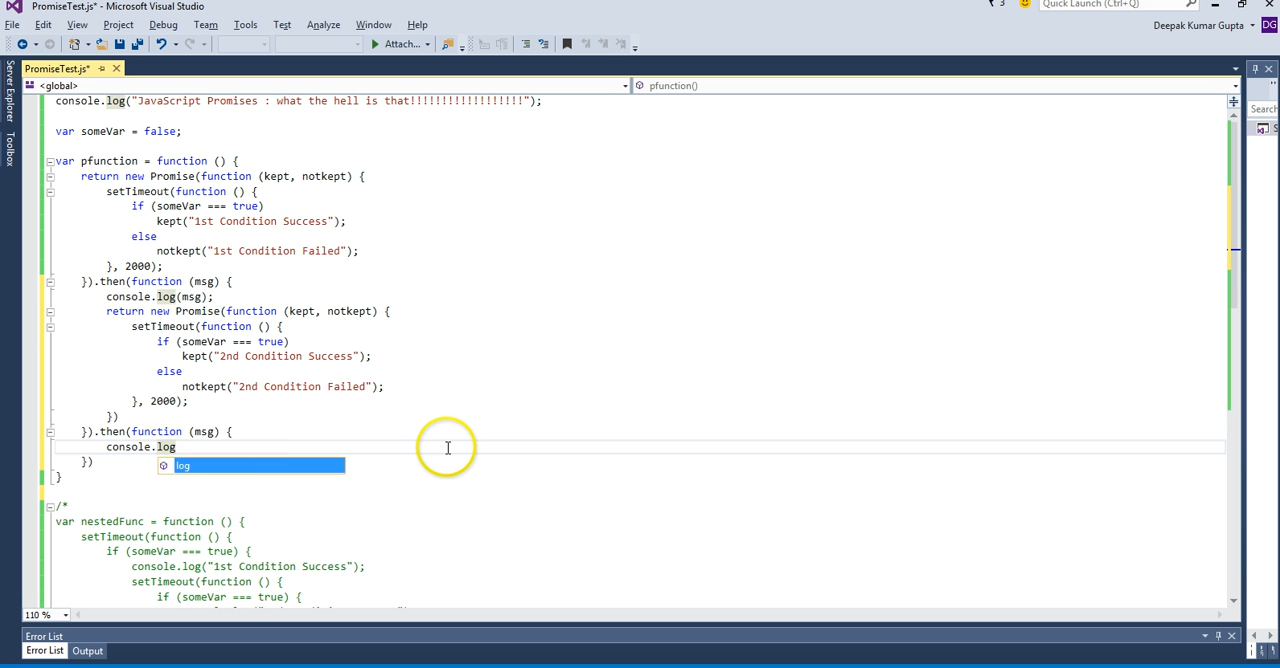 PromiseTest.js* - Microsoft Visual Studio
3
Quick Launch (Ctrl+Q)
File Edit View Project Debug Team Tools Test Analyze Window Help
Deepak Kumar Gupta DG
Attach...
PromiseTest.js*
<global>
pfunction()
Server Explorer
Toolbox
Search
console.log("JavaScript Promises : what the hell is that!!!!!!!!!!!!!!!!!!");
var someVar = false;
var pfunction = function () {
return new Promise(function (kept, notkept) {
setTimeout(function () {
if (someVar === true)
kept("1st Condition Success");
else
notkept("1st Condition Failed");
}, 2000);
}).then(function (msg) {
console.log(msg);
return new Promise(function (kept, notkept) {
setTimeout(function () {
if (someVar === true)
kept("2nd Condition Success");
else
notkept("2nd Condition Failed");
}, 2000);
})
}).then(function (msg) {
console.log
log
})
}
/*
var nestedFunc = function () {
setTimeout(function () {
if (someVar === true) {
console.log("1st Condition Success");
setTimeout(function () {
if (someVar === true) {
110 %
Error List
Error List Output